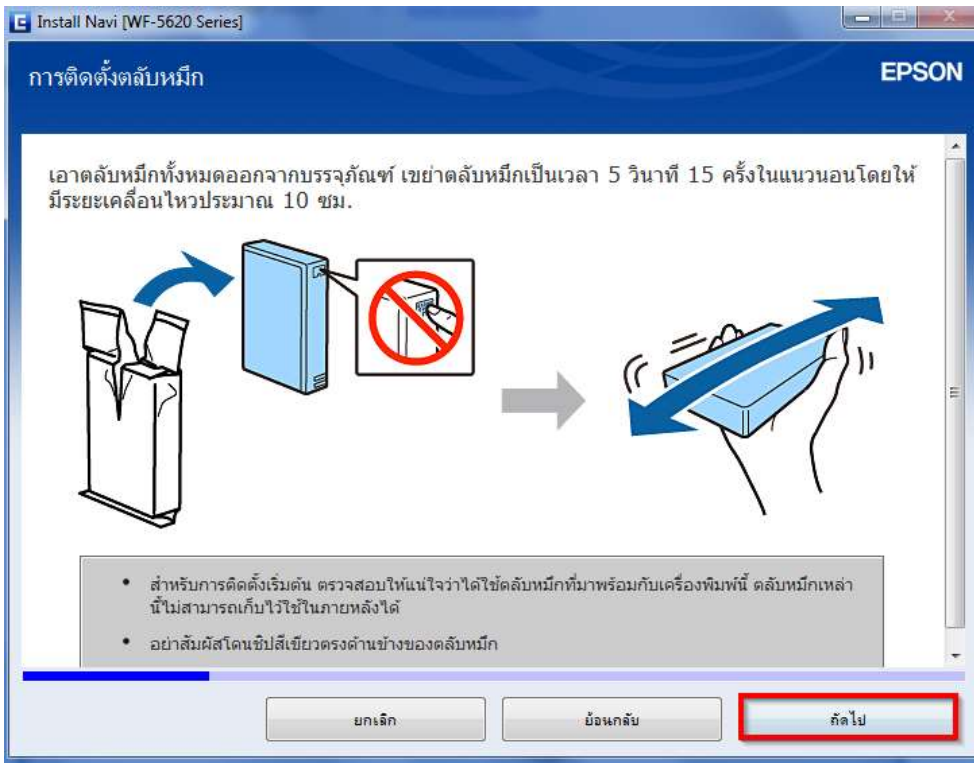 Install Navi [WF-5620 Series]
การติดตั้งตลับหมึก
EPSON
เอาตลับหมึกทั้งหมดออกจากบรรจุภัณฑ์ เขย่าตลับหมึกเป็นเวลา 5 วินาที 15 ครั้งในแนวนอนโดยให้
มีระยะเคลื่อนไหวประมาณ 10 ซม.
• สำหรับการติดตั้งเริ่มต้น ตรวจสอบให้แน่ใจว่าได้ใช้ตลับหมึกที่มาพร้อมกับเครื่องพิมพ์นี้ ตลับหมึกเหล่า
นี้ไม่สามารถเก็บไว้ใช้ในภายหลังได้
• อย่าสัมผัสโดนชิปสีเขียวตรงด้านข้างของตลับหมึก
ยกเลิก
ย้อนกลับ
ถัดไป